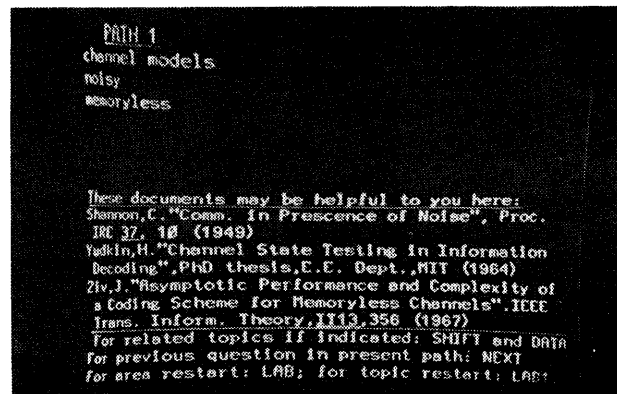 PATH 1
channel models
noisy
memoryless
These documents may be helpful to you here:
Shannon,C."Comm. in Prescence of Noise", Proc.
IRE 37, 10 (1949)
Yudkin,H."Channel State Testing in Information
Decoding",PhD thesis,E.E. Dept.,MIT (1964)
Ziv,J."Asymptotic Performance and Complexity of
a Coding Scheme for Memoryless Channels".IEEE
Trans. Inform. Theory,IT13,356 (1967)
for related topics if indicated: SHIFT and DATA
for previous question in present path: NEXT
for area restart: LAB; for topic restart: LAB1